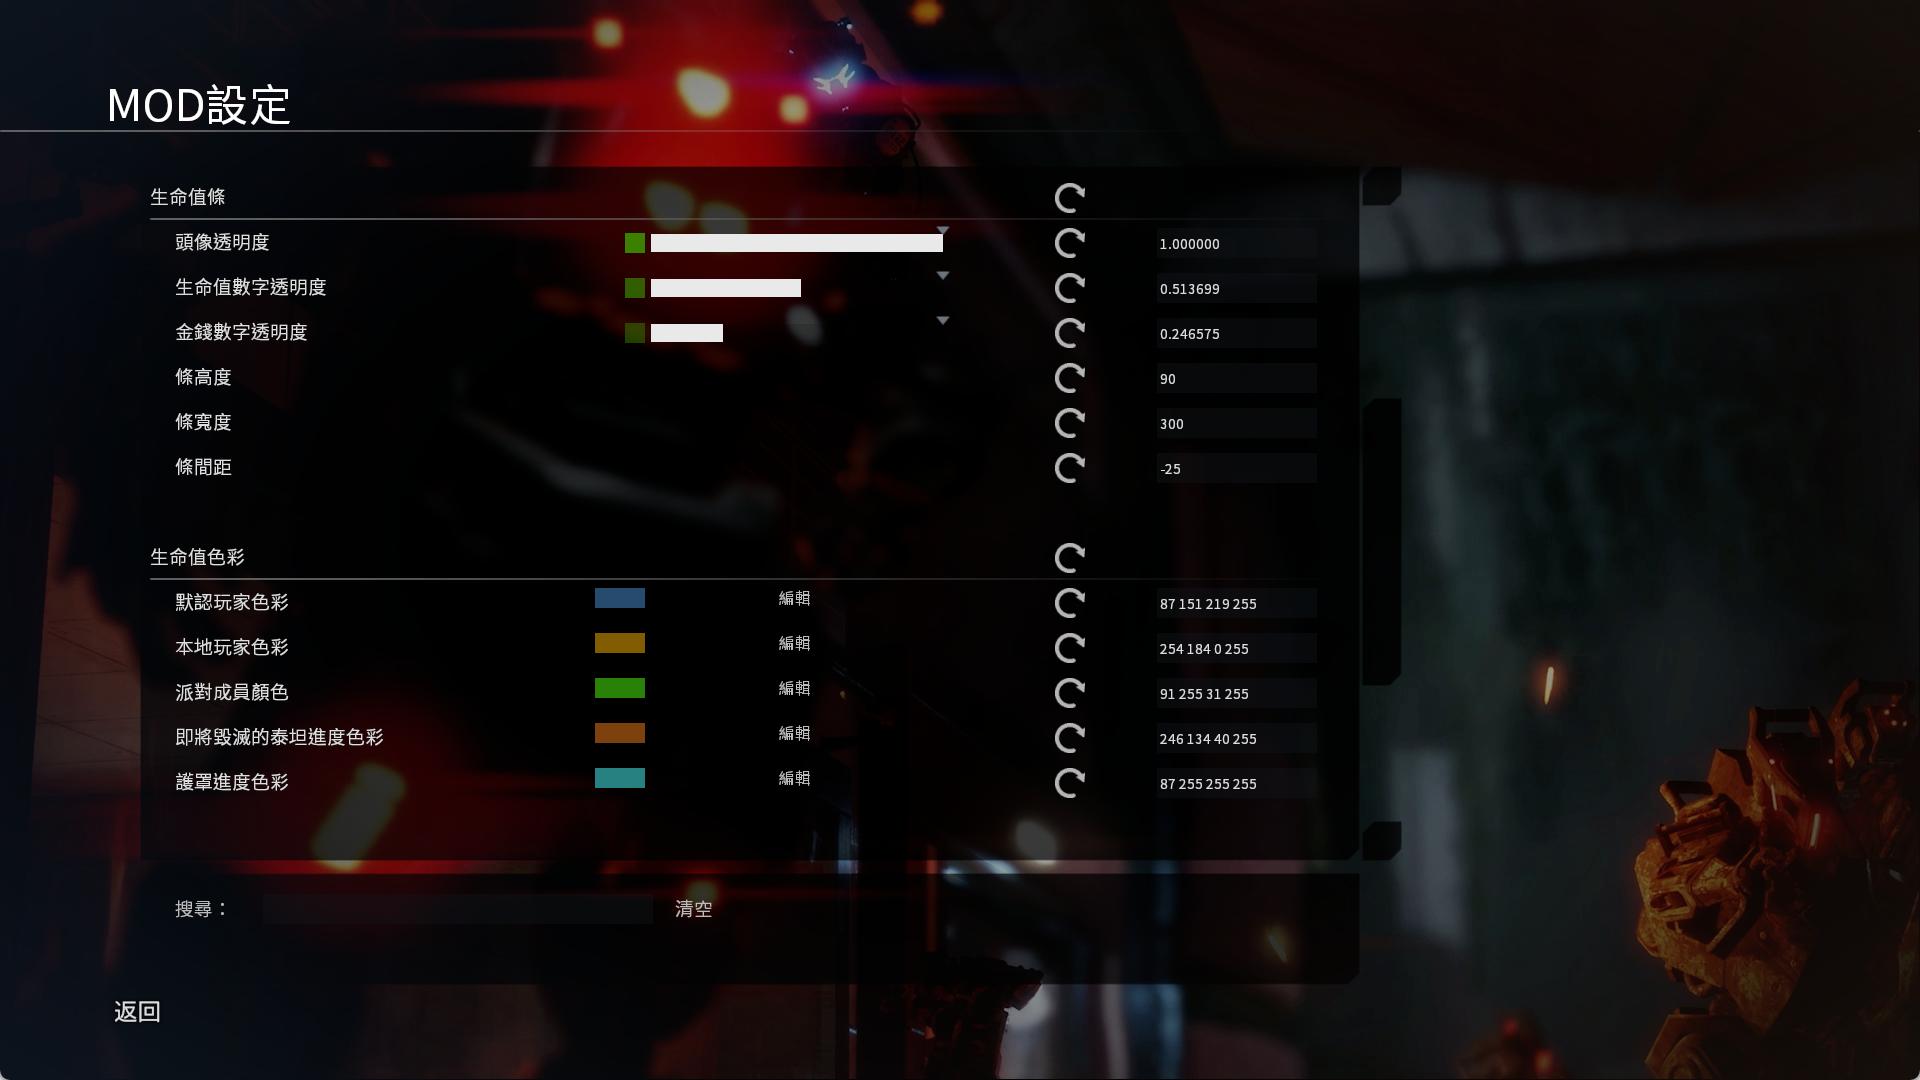 MOD設定
生命值條
頭像透明度 1.000000
生命值數字透明度 0.513699
金錢數字透明度 0.246575
條高度 90
條寬度 300
條間距 -25
生命值色彩
默認玩家色彩 編輯 87 151 219 255
本地玩家色彩 編輯 254 184 0 255
派對成員顏色 編輯 91 255 31 255
即將毀滅的泰坦進度色彩 編輯 246 134 40 255
護罩進度色彩 編輯 87 255 255 255
搜尋： 清空
返回